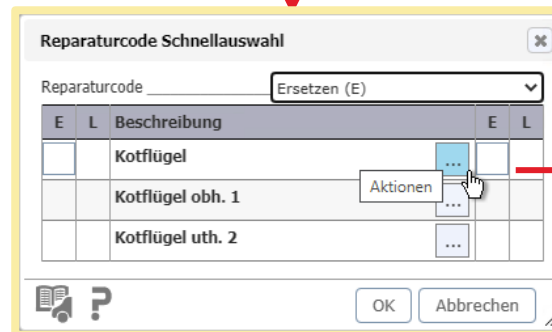 Reparaturcode Schnellauswahl
Reparaturcode Ersetzen (E)
E L Beschreibung E L
Kotflügel ...
Aktionen
Kotflügel obh. 1 ...
Kotflügel uth. 2 ...
? OK Abbrechen